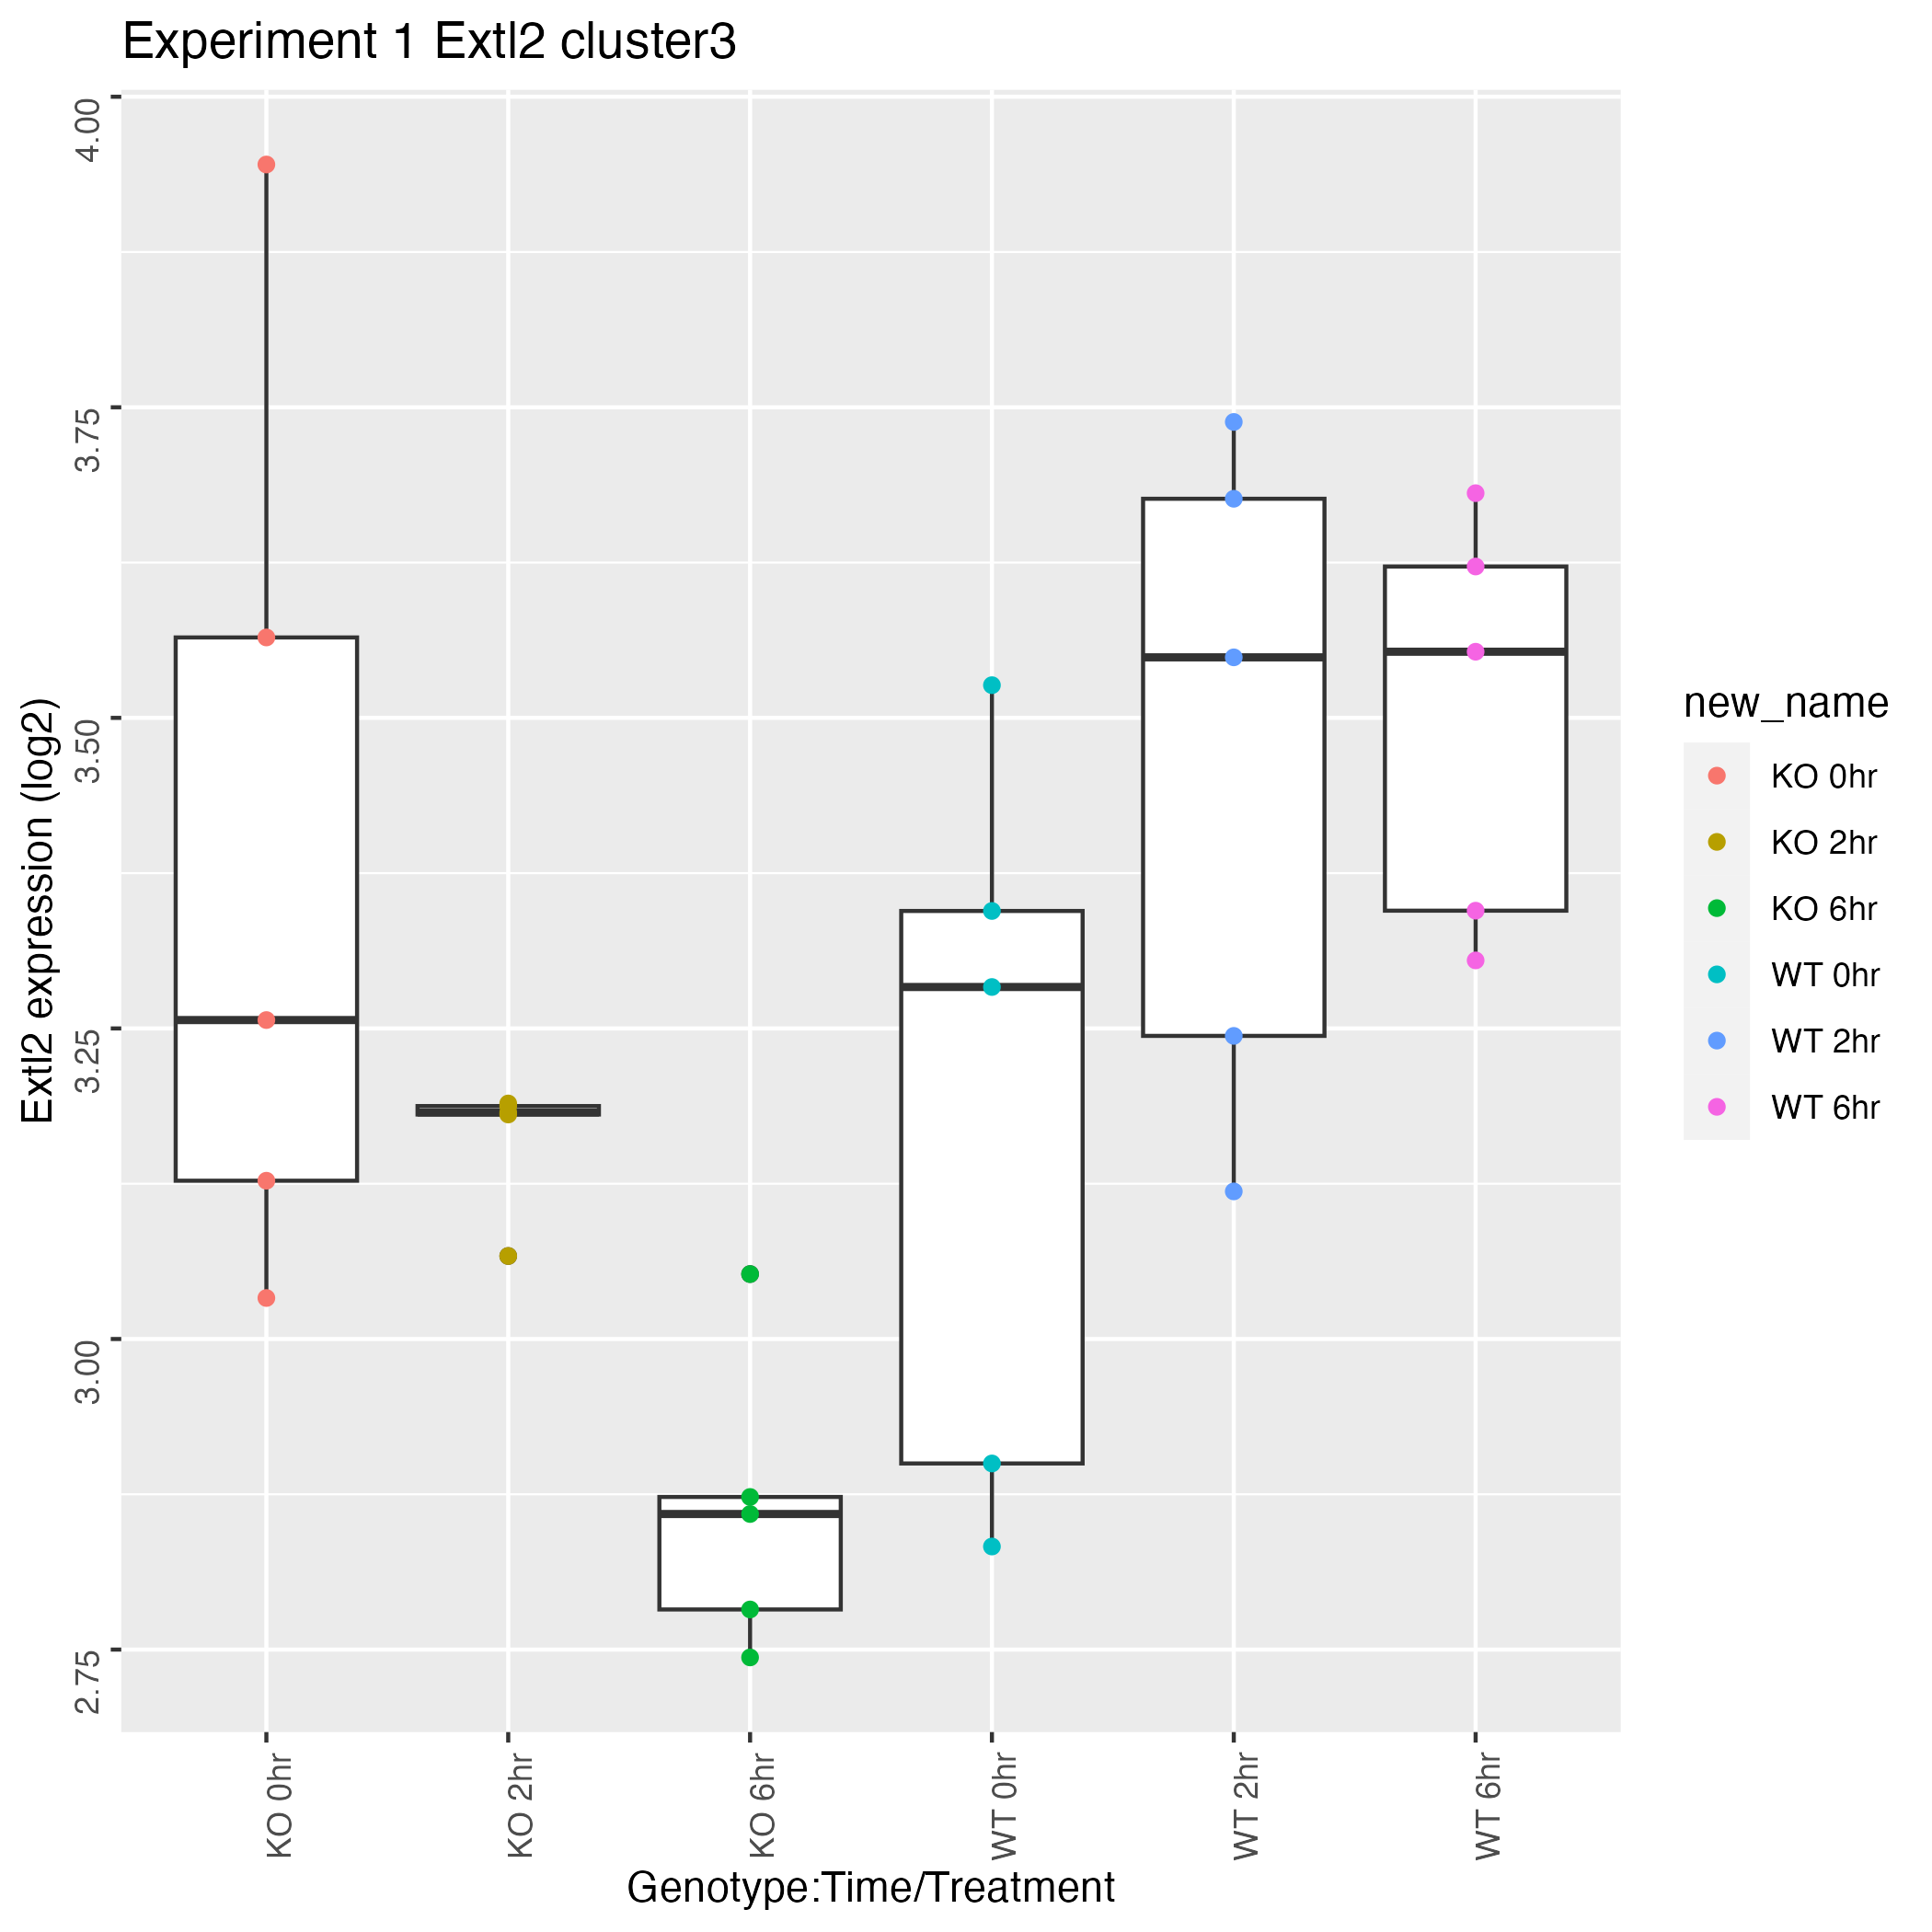 Experiment 1 Extl2 cluster3
Extl2 expression (log2)
4.00
3.75
3.50
3.25
3.00
2.75
KO 0hr
KO 2hr
KO 6hr
WT 0hr
WT 2hr
WT 6hr
Genotype:Time/Treatment
new_name
KO 0hr
KO 2hr
KO 6hr
WT 0hr
WT 2hr
WT 6hr